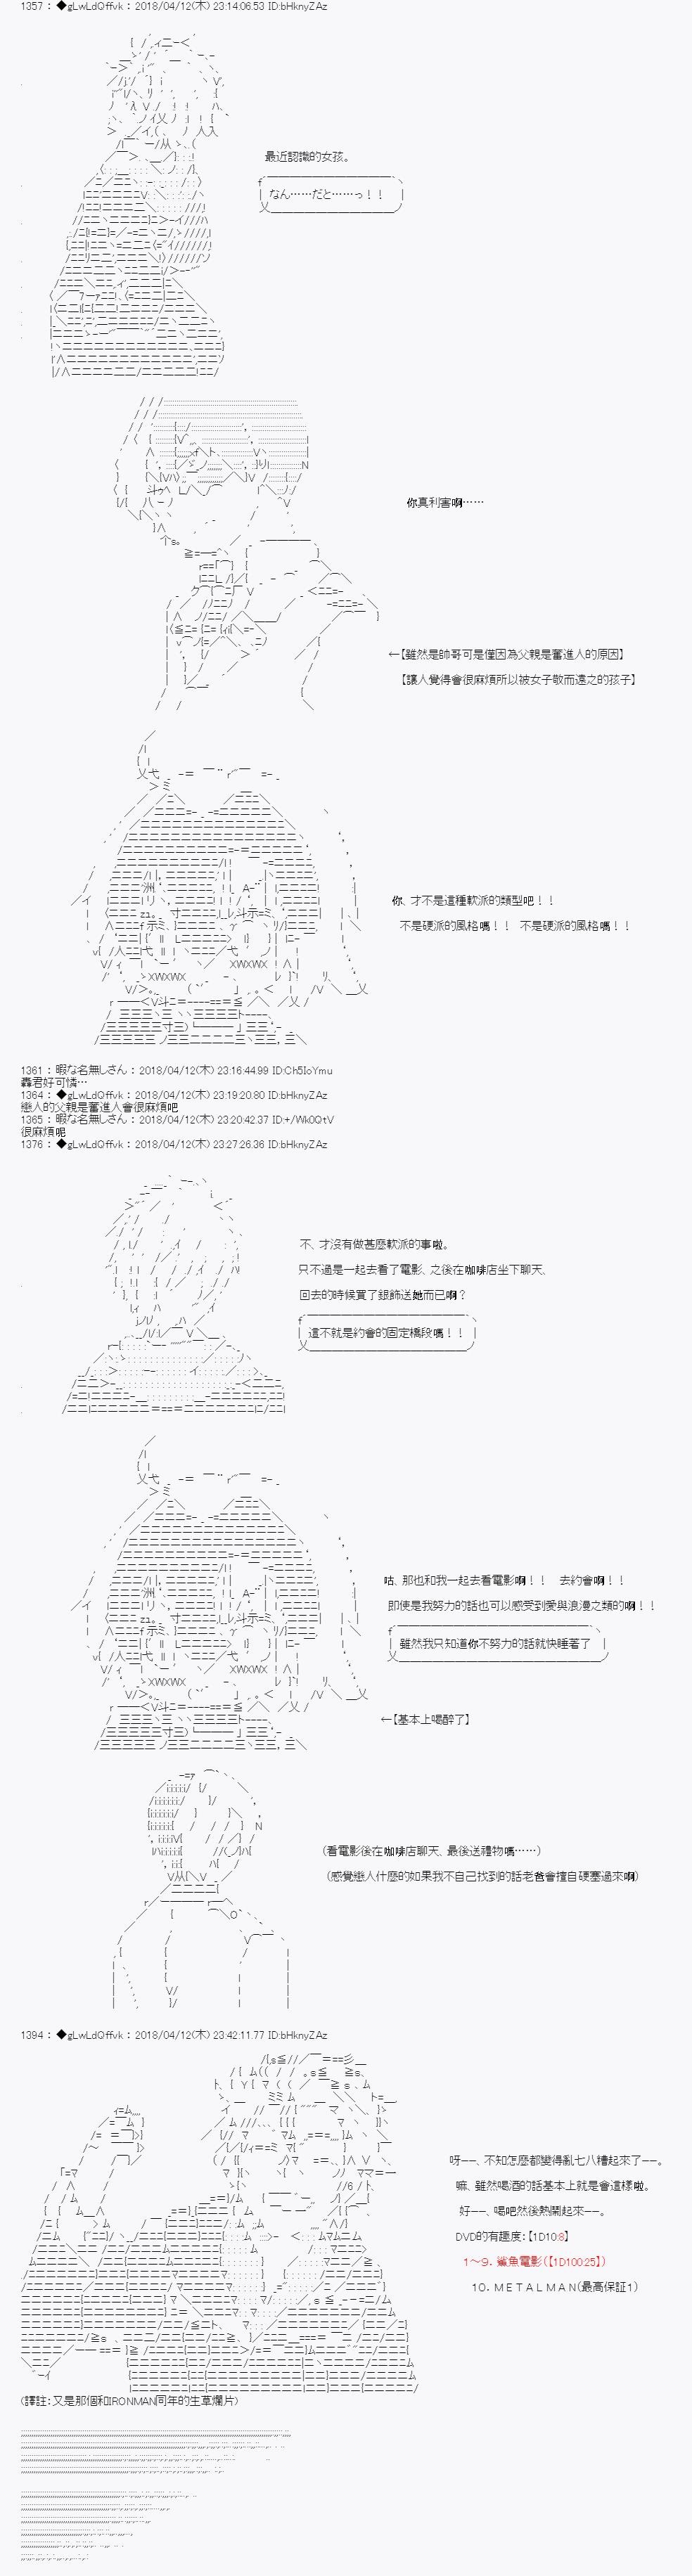 1357 : ◆gLwLdQffvk : 2018/04/12(木) 23:14:06.53 ID:bHknyZAz
最近認識的女孩。
なん……だと……っ！！
你真利害啊……
←【雖然是帥哥可是僅因為父親是奮進人的原因】
【讓人覺得會很麻煩所以被女子敬而遠之的孩子】
你、才不是這種軟派的類型吧！！
不是硬派的風格嗎！！ 不是硬派的風格嗎！！
1361 : 暇な名無しさん : 2018/04/12(木) 23:16:44.99 ID:Ch5IoYmu
轟君好可憐…
1364 : ◆gLwLdQffvk : 2018/04/12(木) 23:19:20.80 ID:bHknyZAz
戀人的父親是奮進人會很麻煩吧
1365 : 暇な名無しさん : 2018/04/12(木) 23:20:42.37 ID:+/Wk0QtV
很麻煩呢
1376 : ◆gLwLdQffvk : 2018/04/12(木) 23:27:26.36 ID:bHknyZAz
不、才沒有做甚麼軟派的事啦。
只不過是一起去看了電影、之後在咖啡店坐下聊天、
回去的時候買了銀飾送她而已啊？
這不就是約會的固定橋段嗎！！
咕、那也和我一起去看電影啊！！ 去約會啊！！
即使是我努力的話也可以感受到愛與浪漫之類的啊！！
雖然我只知道你不努力的話就快睡著了
←【基本上喝醉了】
（看電影後在咖啡店聊天、最後送禮物嗎……）
（感覺戀人什麼的如果我不自己找到的話老爸會擅自硬塞過來啊）
1394 : ◆gLwLdQffvk : 2018/04/12(木) 23:42:11.77 ID:bHknyZAz
呀——、不知怎麼都變得亂七八糟起來了——。
嘛、雖然喝酒的話基本上就是會這樣啦。
好——、喝吧然後熱鬧起來——。
DVD的有趣度：【1D10:8】
1～9．鯊魚電影（【1D100:25】）
10．ＭＥＴＡＬＭＡＮ（最高保証１）
(譯註：又是那個和IRONMAN同年的生草爛片)